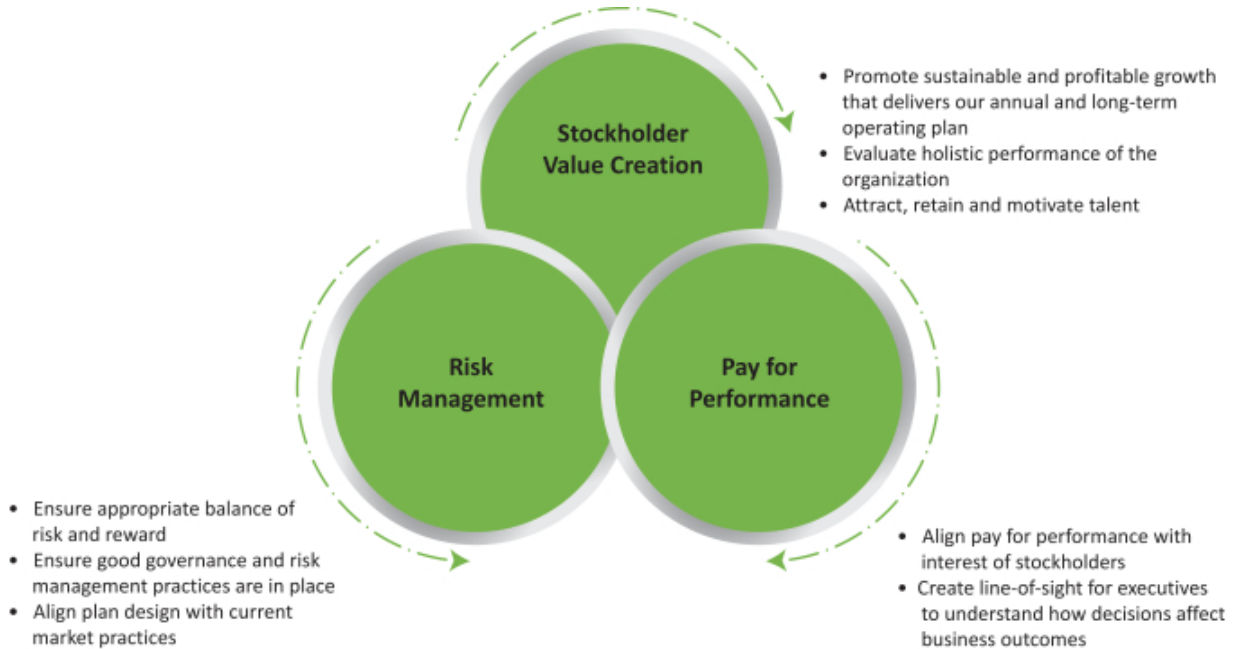 Stockholder
Value Creation
• Promote sustainable and profitable growth
that delivers our annual and long-term
operating plan
• Evaluate holistic performance of the
organization
• Attract, retain and motivate talent
Risk
Management
Pay for
Performance
• Ensure appropriate balance of
risk and reward
• Ensure good governance and risk
management practices are in place
• Align plan design with current
market practices
• Align pay for performance with
interest of stockholders
• Create line-of-sight for executives
to understand how decisions affect
business outcomes